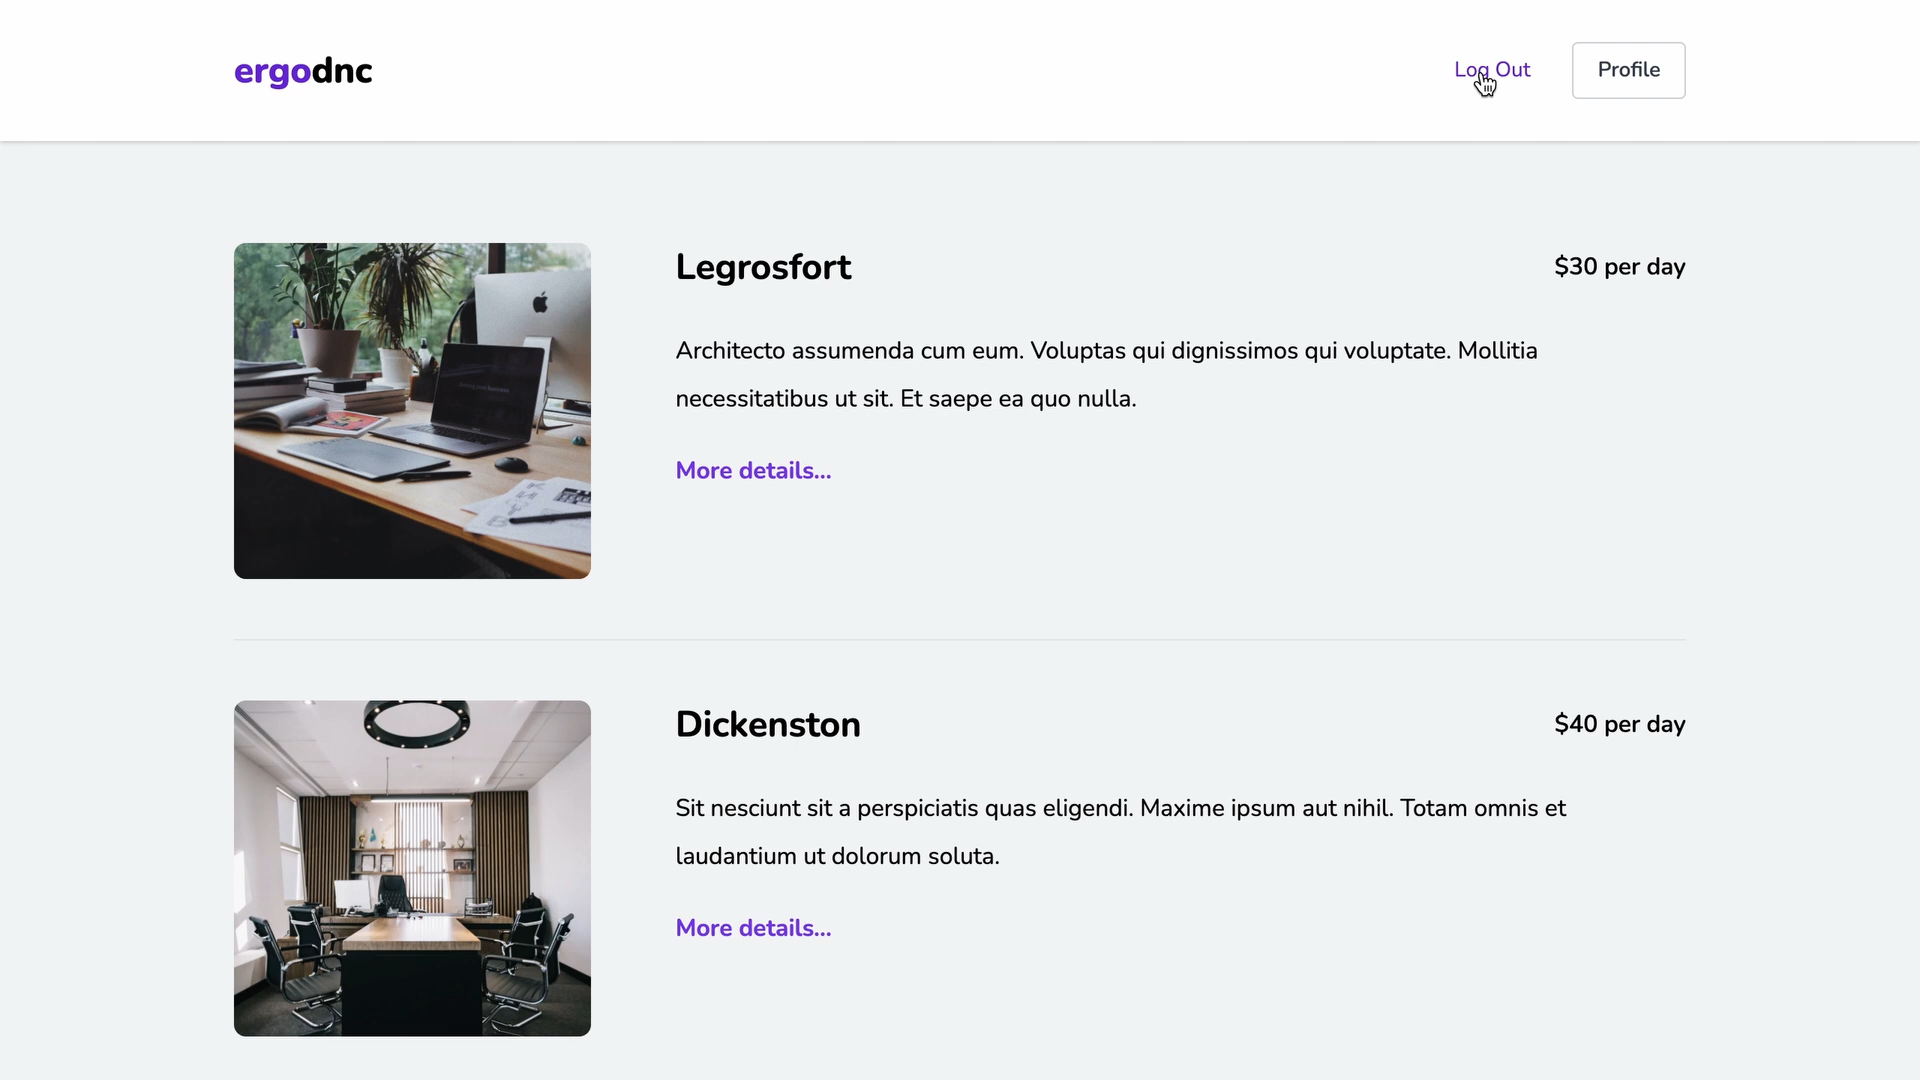 ergodnc
Log Out
Profile
Legrosfort
$30 per day
Architecto assumenda cum eum. Voluptas qui dignissimos qui voluptate. Mollitia
necessitatibus ut sit. Et saepe ea quo nulla.
More details...
Dickenston
$40 per day
Sit nesciunt sit a perspiciatis quas eligendi. Maxime ipsum aut nihil. Totam omnis et
laudantium ut dolorum soluta.
More details...